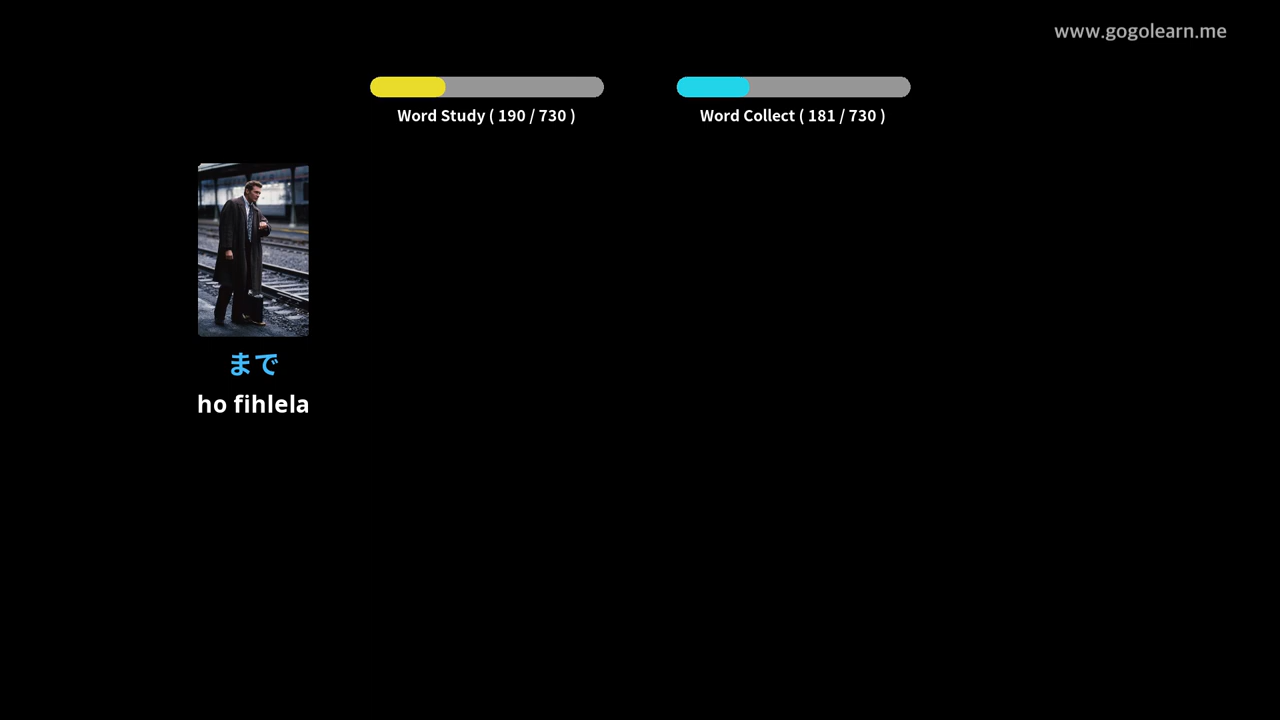 www.gogolearn.me
Word Study ( 190 / 730 )
Word Collect ( 181 / 730 )
まで
ho fihlela